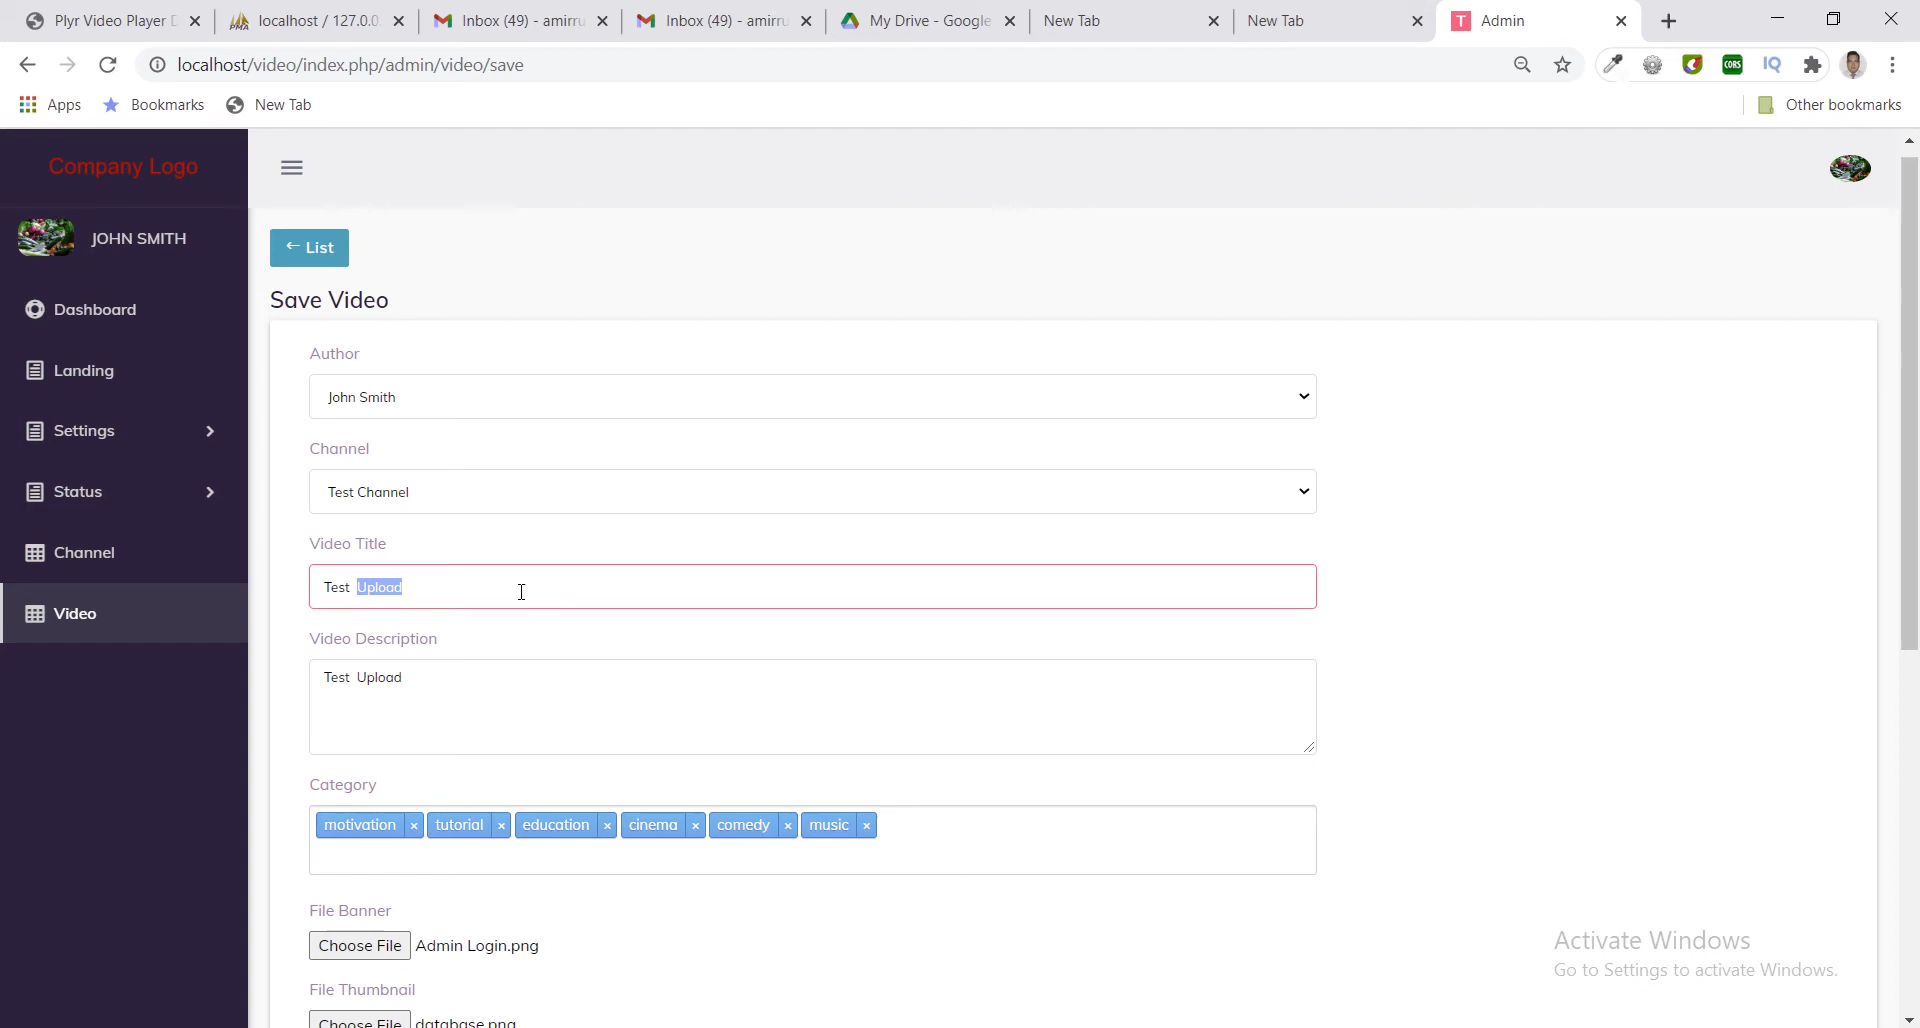 Plyr Video Player D
localhost / 127.0.0.
Inbox (49) - amirru
Inbox (49) - amirru
My Drive - Google
New Tab
New Tab
T Admin
localhost/video/index.php/admin/video/save
CORS
IQ
Apps
Bookmarks
New Tab
Other bookmarks
Company Logo
JOHN SMITH
Dashboard
Landing
Settings
Status
Channel
Video
← List
Save Video
Author
John Smith
Channel
Test Channel
Video Title
Test Upload
Video Description
Test Upload
Category
motivation × tutorial × education × cinema × comedy × music ×
File Banner
Choose File Admin Login.png
File Thumbnail
Choose File database.png
Activate Windows
Go to Settings to activate Windows.